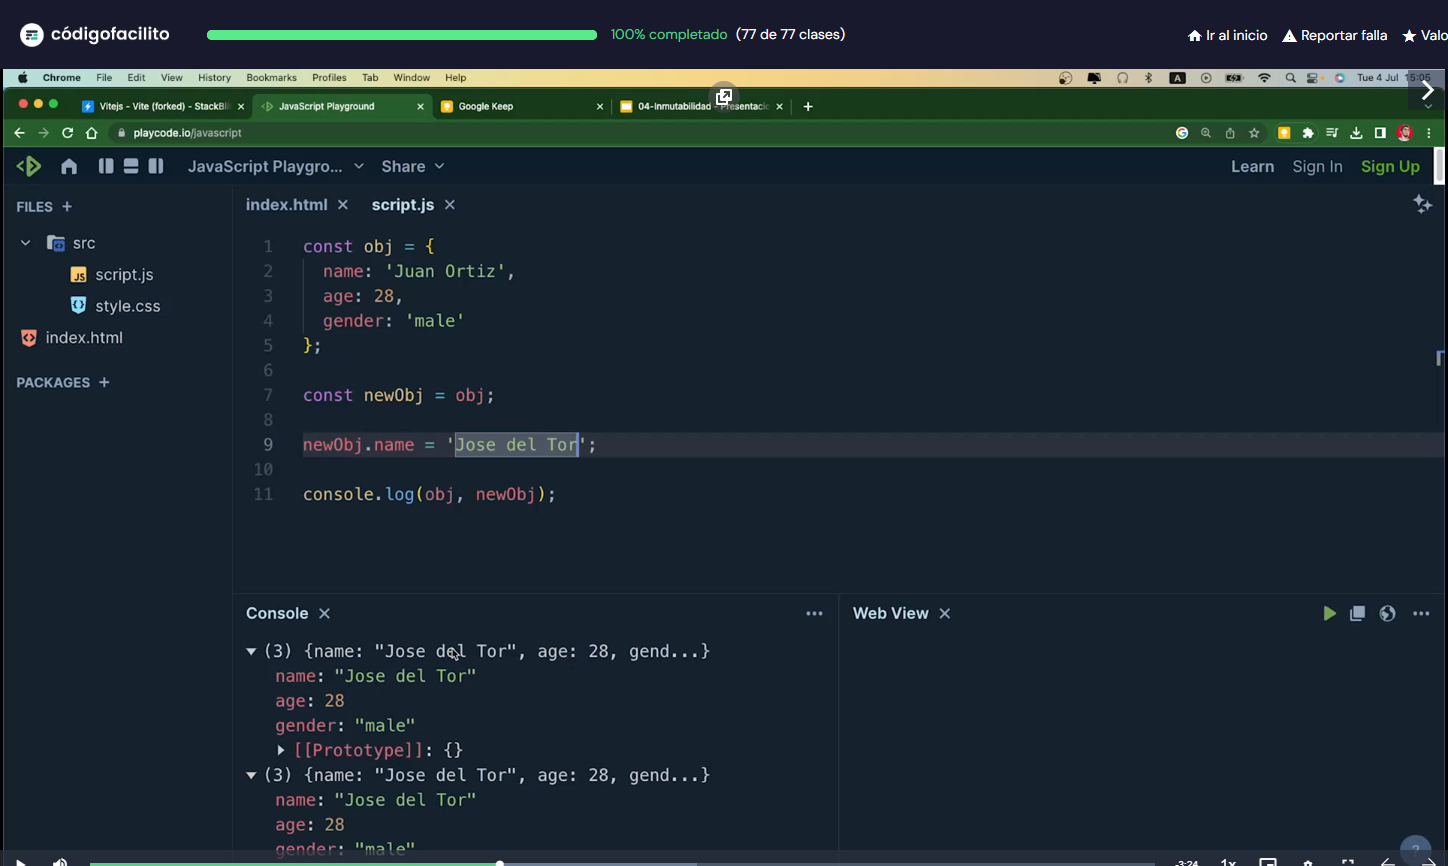 códigofacilito
100% completado (77 de 77 clases)
Ir al inicio
Reportar falla
Valo
Chrome File Edit View History Bookmarks Profiles Tab Window Help
A
Tue 4 Jul 15:05
Vitejs - Vite (forked) - StackBli
JavaScript Playground
Google Keep
04-Inmutabilidad - Presentacio
playcode.io/javascript
JavaScript Playgro...
Share
Learn
Sign In
Sign Up
FILES +
index.html
script.js
src
script.js
style.css
index.html
PACKAGES +
1 const obj = {
2 name: 'Juan Ortiz',
3 age: 28,
4 gender: 'male'
5 };
6
7 const newObj = obj;
8
9 newObj.name = 'Jose del Tor';
10
11 console.log(obj, newObj);
Console
Web View
(3) {name: "Jose del Tor", age: 28, gend...}
name: "Jose del Tor"
age: 28
gender: "male"
[[Prototype]]: {}
(3) {name: "Jose del Tor", age: 28, gend...}
name: "Jose del Tor"
age: 28
gender: "male"
-3:24
1x